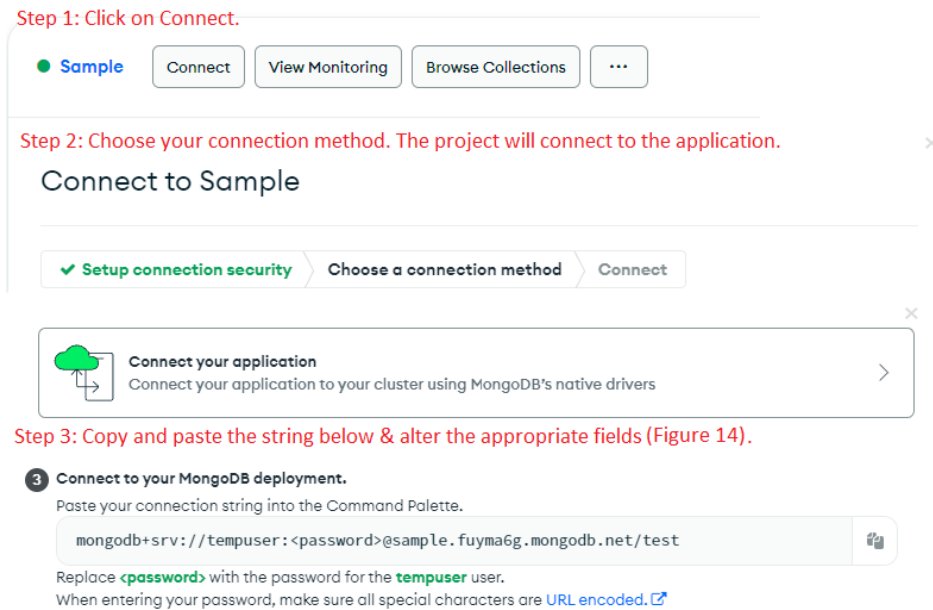 Step 1: Click on Connect.
Sample
Connect
View Monitoring
Browse Collections
...
Step 2: Choose your connection method. The project will connect to the application.
Connect to Sample
Setup connection security
Choose a connection method
Connect
Connect your application
Connect your application to your cluster using MongoDB's native drivers
Step 3: Copy and paste the string below & alter the appropriate fields (Figure 14).
3 Connect to your MongoDB deployment.
Paste your connection string into the Command Palette.
mongodb+srv://tempuser:<password>@sample.fuyma6g.mongodb.net/test
Replace <password> with the password for the tempuser user.
When entering your password, make sure all special characters are URL encoded.